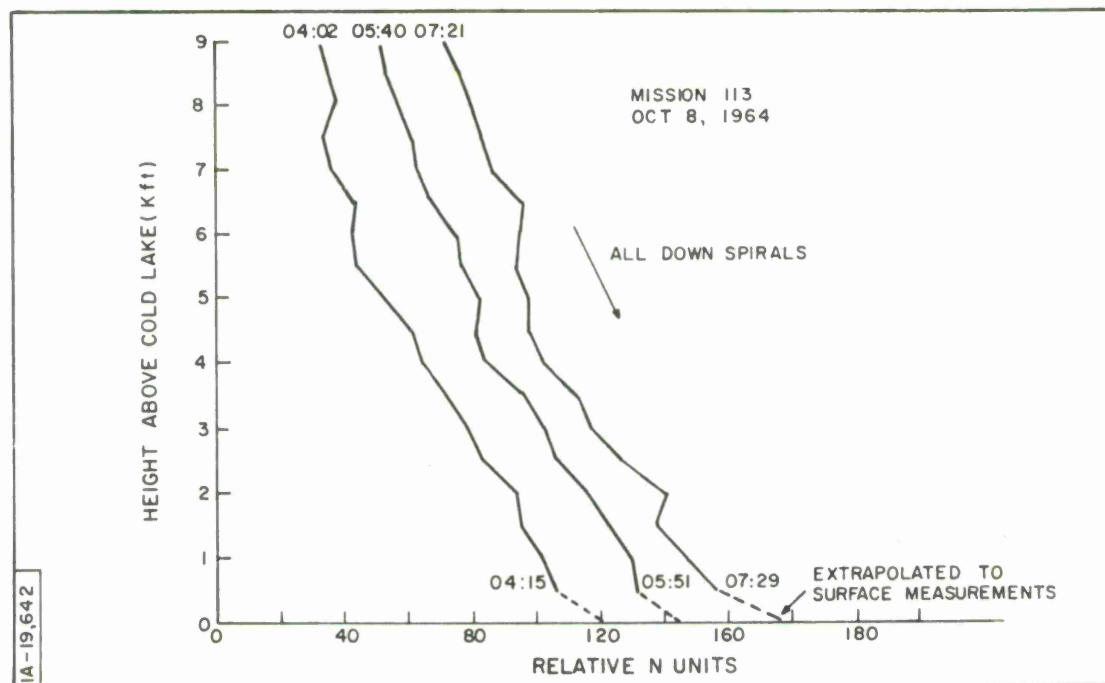 04:02 05:40 07:21
9
8
7
6
5
4
3
2
1
0
HEIGHT ABOVE COLD LAKE (Kft)
MISSION 113
OCT 8, 1964
ALL DOWN SPIRALS
04:15
05:51
07:29
EXTRAPOLATED TO
SURFACE MEASUREMENTS
0 40 80 120 160 180
RELATIVE N UNITS
IA-19,642